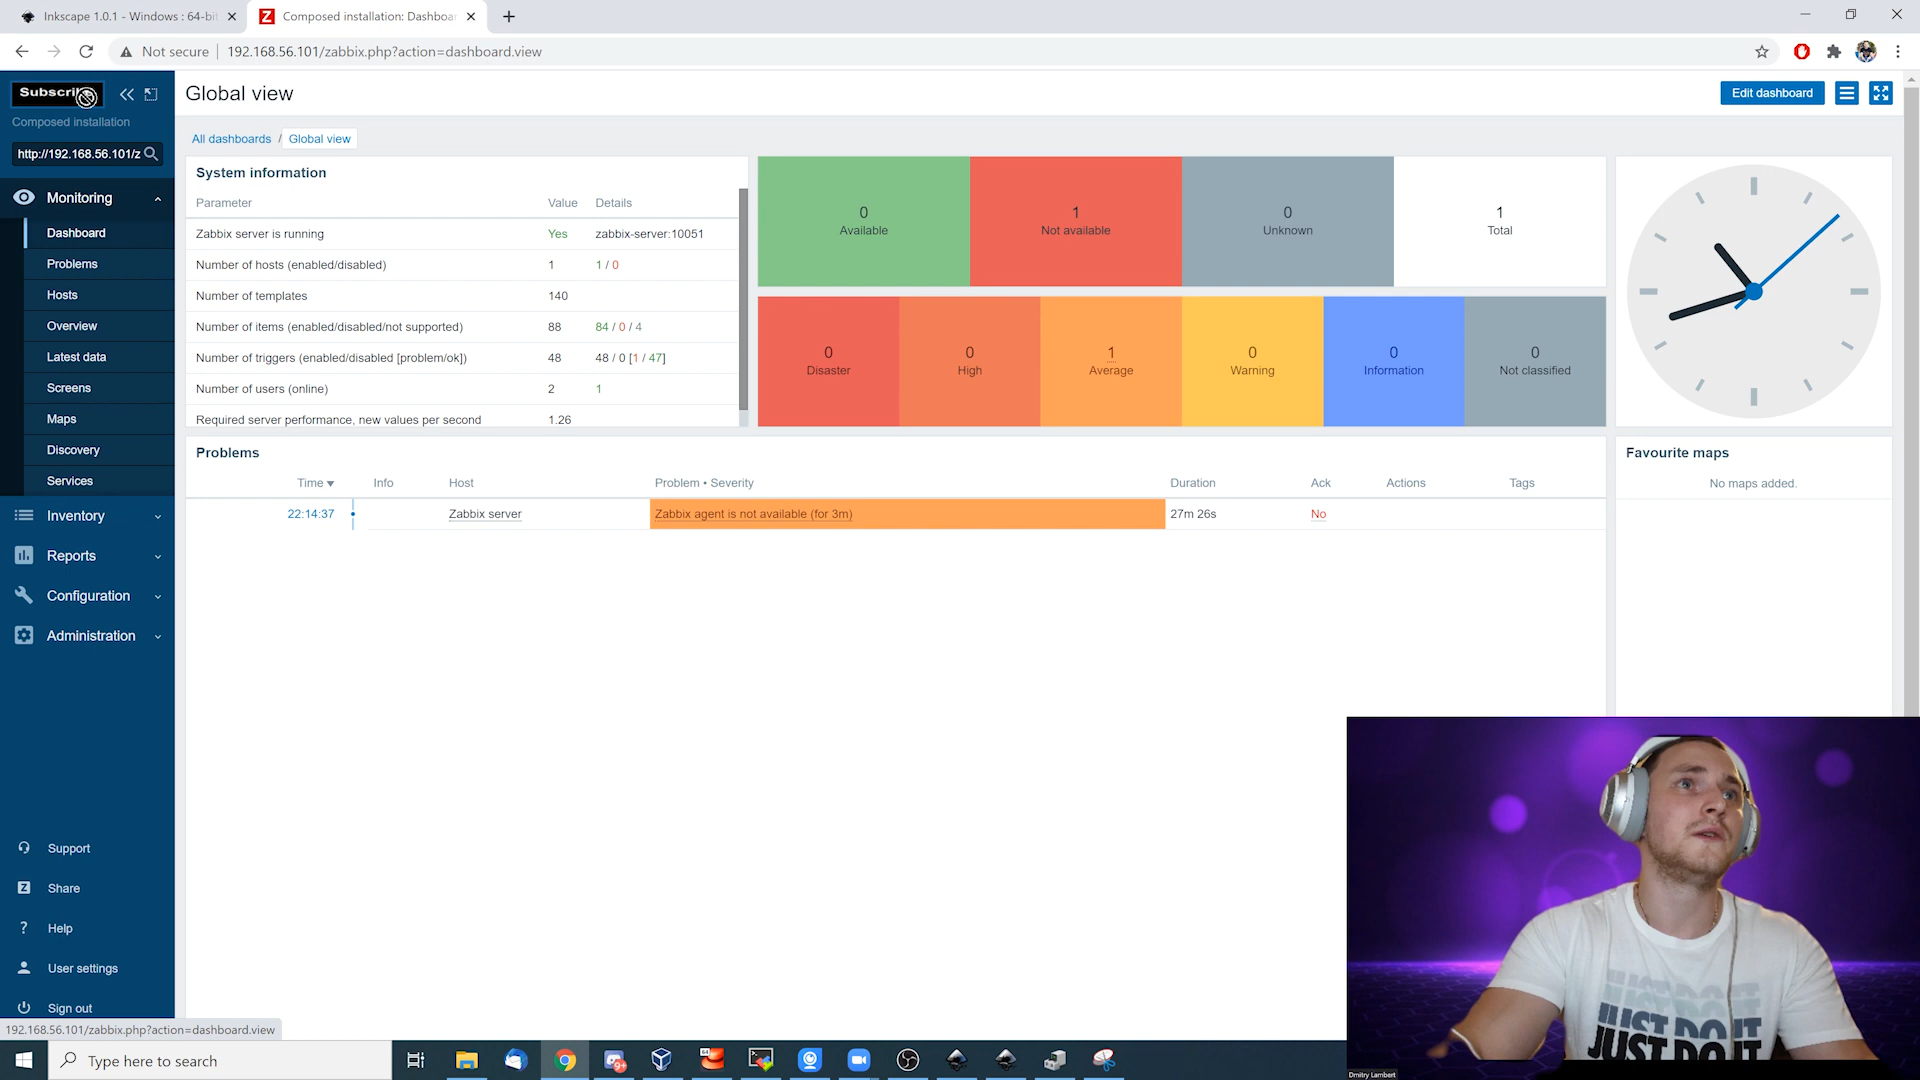 Inkscape 1.0.1 - Windows : 64-bit
Composed installation: Dashboar
Not secure
192.168.56.101/zabbix.php?action=dashboard.view
Composed installation
http://192.168.56.101/z
Monitoring
Dashboard
Problems
Hosts
Overview
Latest data
Screens
Maps
Discovery
Services
Inventory
Reports
Configuration
Administration
Support
Share
Help
User settings
Sign out
192.168.56.101/zabbix.php?action=dashboard.view
Global view
Edit dashboard
All dashboards / Global view
System information
Parameter Value Details
Zabbix server is running Yes zabbix-server:10051
Number of hosts (enabled/disabled) 1 1 / 0
Number of templates 140
Number of items (enabled/disabled/not supported) 88 84 / 0 / 4
Number of triggers (enabled/disabled [problem/ok]) 48 48 / 0 [1 / 47]
Number of users (online) 2 1
Required server performance, new values per second 1.26
0
Available
1
Not available
0
Unknown
1
Total
0
Disaster
0
High
1
Average
0
Warning
0
Information
0
Not classified
Problems
Time ▼ Info Host Problem • Severity Duration Ack Actions Tags
22:14:37 Zabbix server Zabbix agent is not available (for 3m) 27m 26s No
Favourite maps
No maps added.
JUST DO IT
JUST DO IT
Dmitry Lambert
Type here to search
9+
64